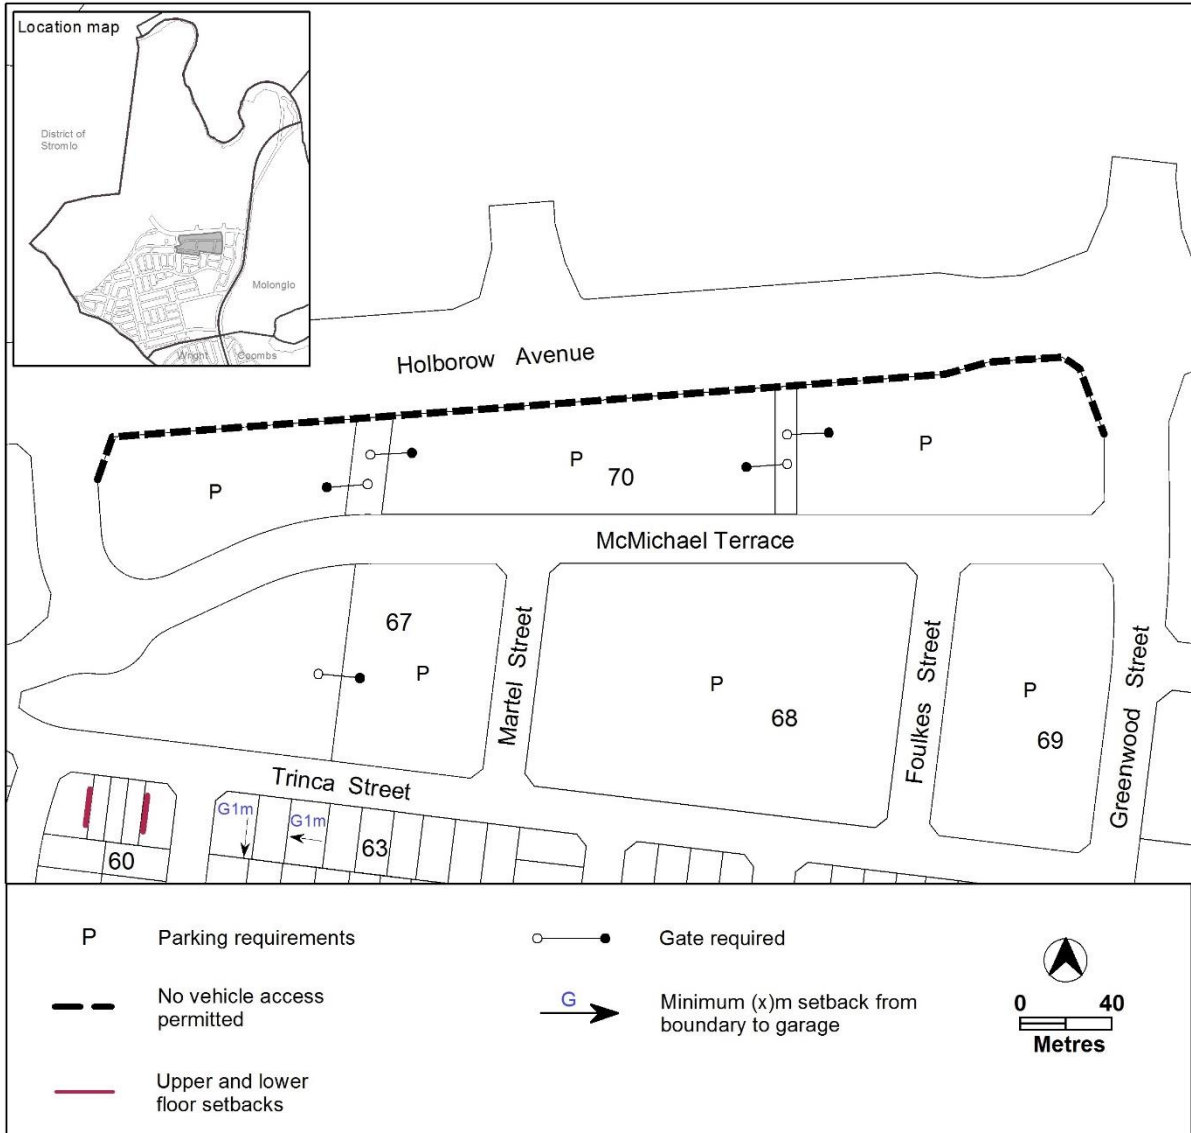 Location map
District of
Stromlo
Molonglo
Wright
Coombs
Holborow Avenue
P
P
70
P
McMichael Terrace
67
P
Martel Street
P
68
Foulkes Street
P
69
Greenwood Street
Trinca Street
60
G1m
G1m
63
P
Parking requirements
No vehicle access
permitted
Upper and lower
floor setbacks
Gate required
G
Minimum (x)m setback from
boundary to garage
0 40
Metres